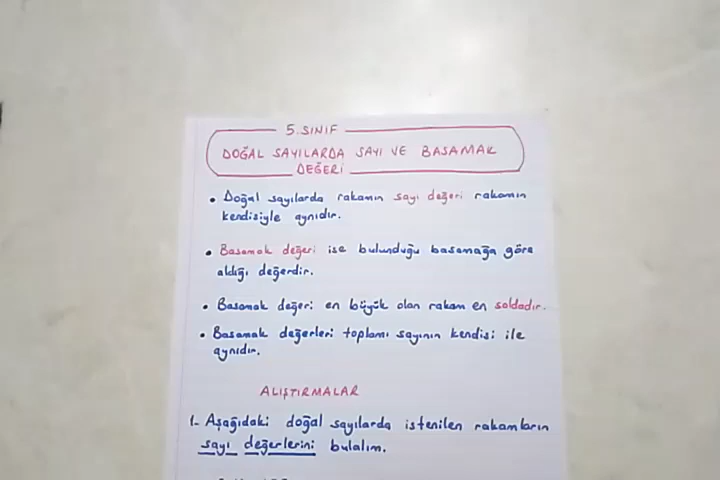 5. SINIF
DOĞAL SAYILARDA SAYI VE BASAMAK
DEĞERİ
• Doğal sayılarda rakamın sayı değeri rakamın
kendisiyle aynıdır.
• Basamak değeri ise bulunduğu basamağa göre
aldığı değerdir.
• Basamak değeri en büyük olan rakam en soldadır.
• Basamak değerleri toplamı sayının kendisi ile
aynıdır.
ALIŞTIRMALAR
1- Aşağıdaki doğal sayılarda istenilen rakamların
sayı değerlerini bulalım.